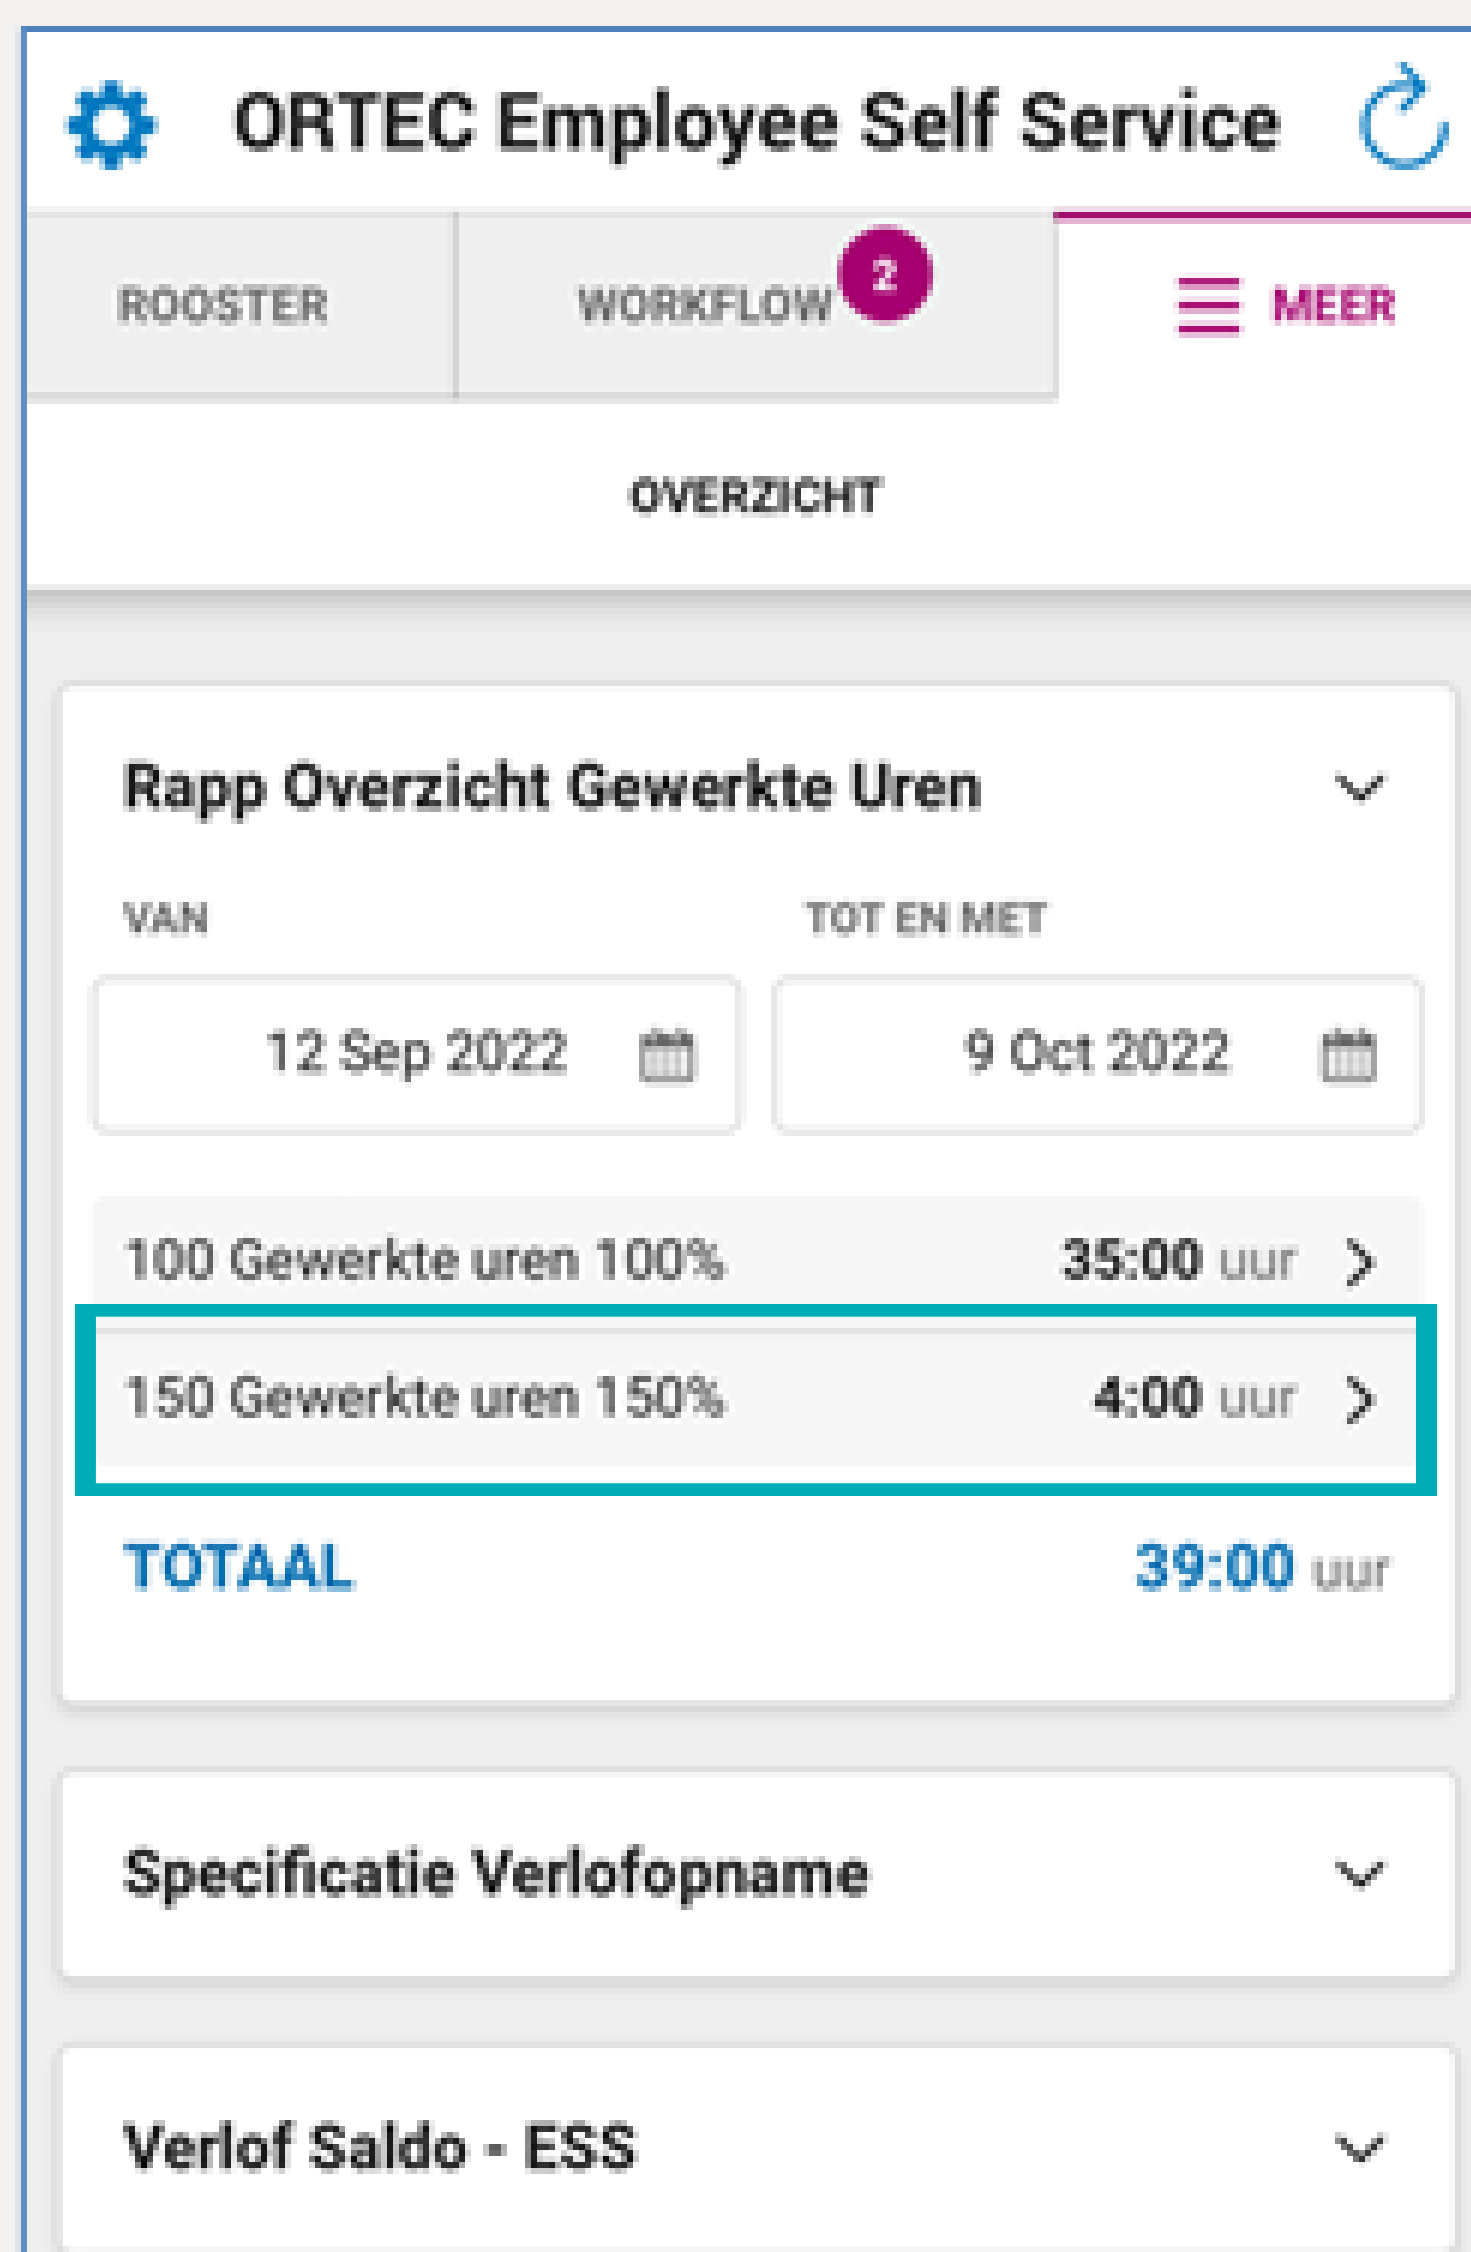 ORTEC Employee Self Service
ROOSTER WORKFLOW 2 MEER
OVERZICHT
Rapp Overzicht Gewerkte Uren
VAN TOT EN MET
12 Sep 2022 9 Oct 2022
100 Gewerkte uren 100% 35:00 uur
150 Gewerkte uren 150% 4:00 uur
TOTAAL 39:00 uur
Specificatie Verlofopname
Verlof Saldo - ESS